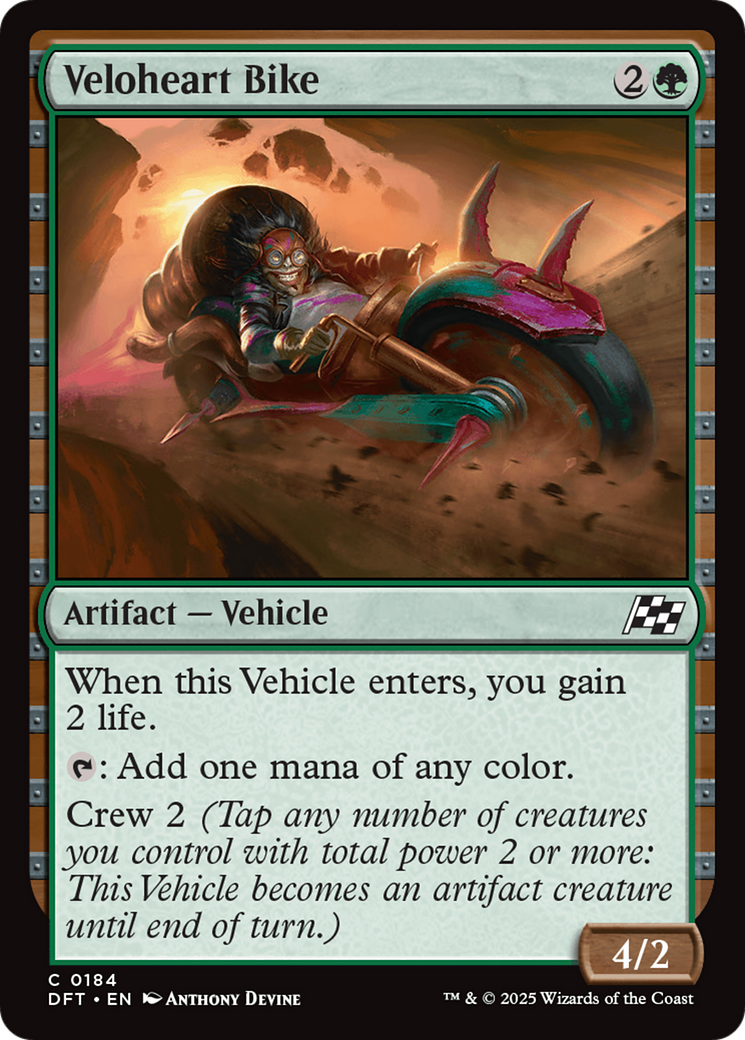 Veloheart Bike 2
Artifact — Vehicle
When this Vehicle enters, you gain
2 life.
: Add one mana of any color.
Crew 2 (Tap any number of creatures
you control with total power 2 or more:
This Vehicle becomes an artifact creature
until end of turn.)
4/2
C 0184
DFT • EN Anthony Devine
™ & © 2025 Wizards of the Coast